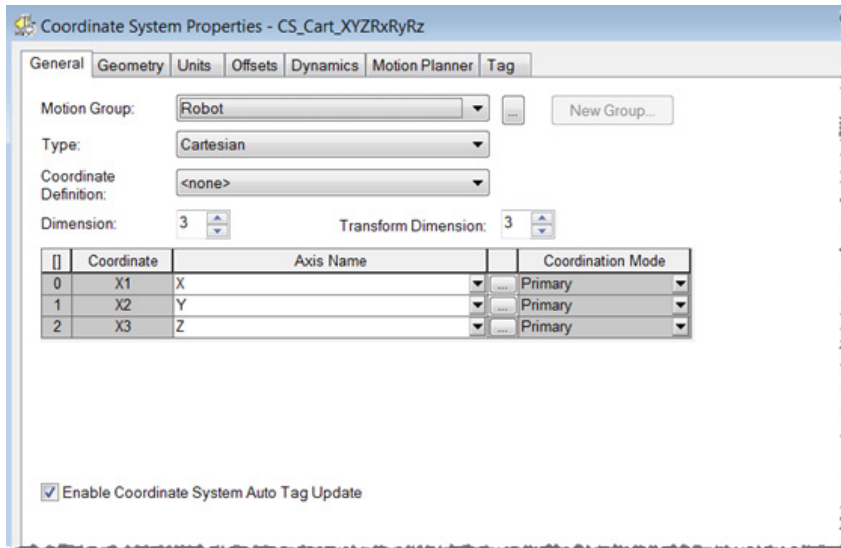 Coordinate System Properties - CS_Cart_XYZRxRyRz
General Geometry Units Offsets Dynamics Motion Planner Tag
Motion Group: Robot ... New Group...
Type: Cartesian
Coordinate
Definition: <none>
Dimension: 3 Transform Dimension: 3
[] Coordinate Axis Name Coordination Mode
0 X1 X ... Primary
1 X2 Y ... Primary
2 X3 Z ... Primary
Enable Coordinate System Auto Tag Update